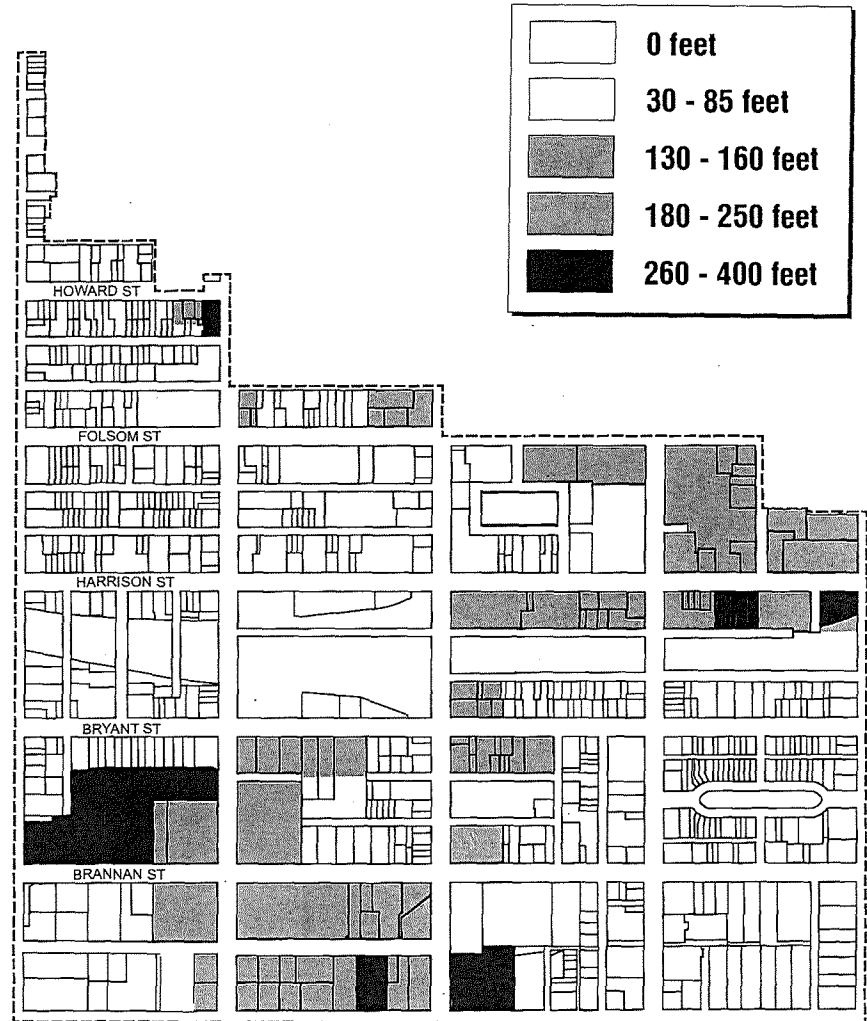 0 feet
30 - 85 feet
130 - 160 feet
180 - 250 feet
260 - 400 feet
HOWARD ST
FOLSOM ST
HARRISON ST
BRYANT ST
BRANNAN ST